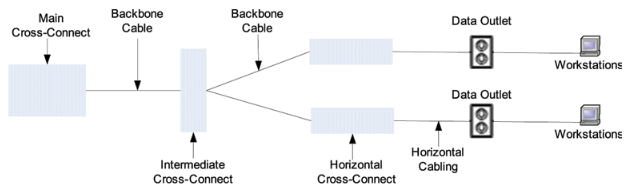 Main
Cross-Connect
Backbone
Cable
Backbone
Cable
Data Outlet
Workstations
Data Outlet
Workstations
Intermediate
Cross-Connect
Horizontal
Cross-Connect
Horizontal
Cabling